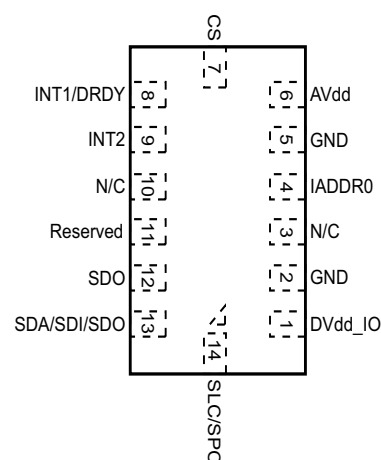 CS
7
INT1/DRDY 8 6 AVdd
INT2 9 5 GND
N/C 10 4 IADDR0
Reserved 11 3 N/C
SDO 12 2 GND
SDA/SDI/SDO 13 1 DVdd_IO
14
SLC/SPC